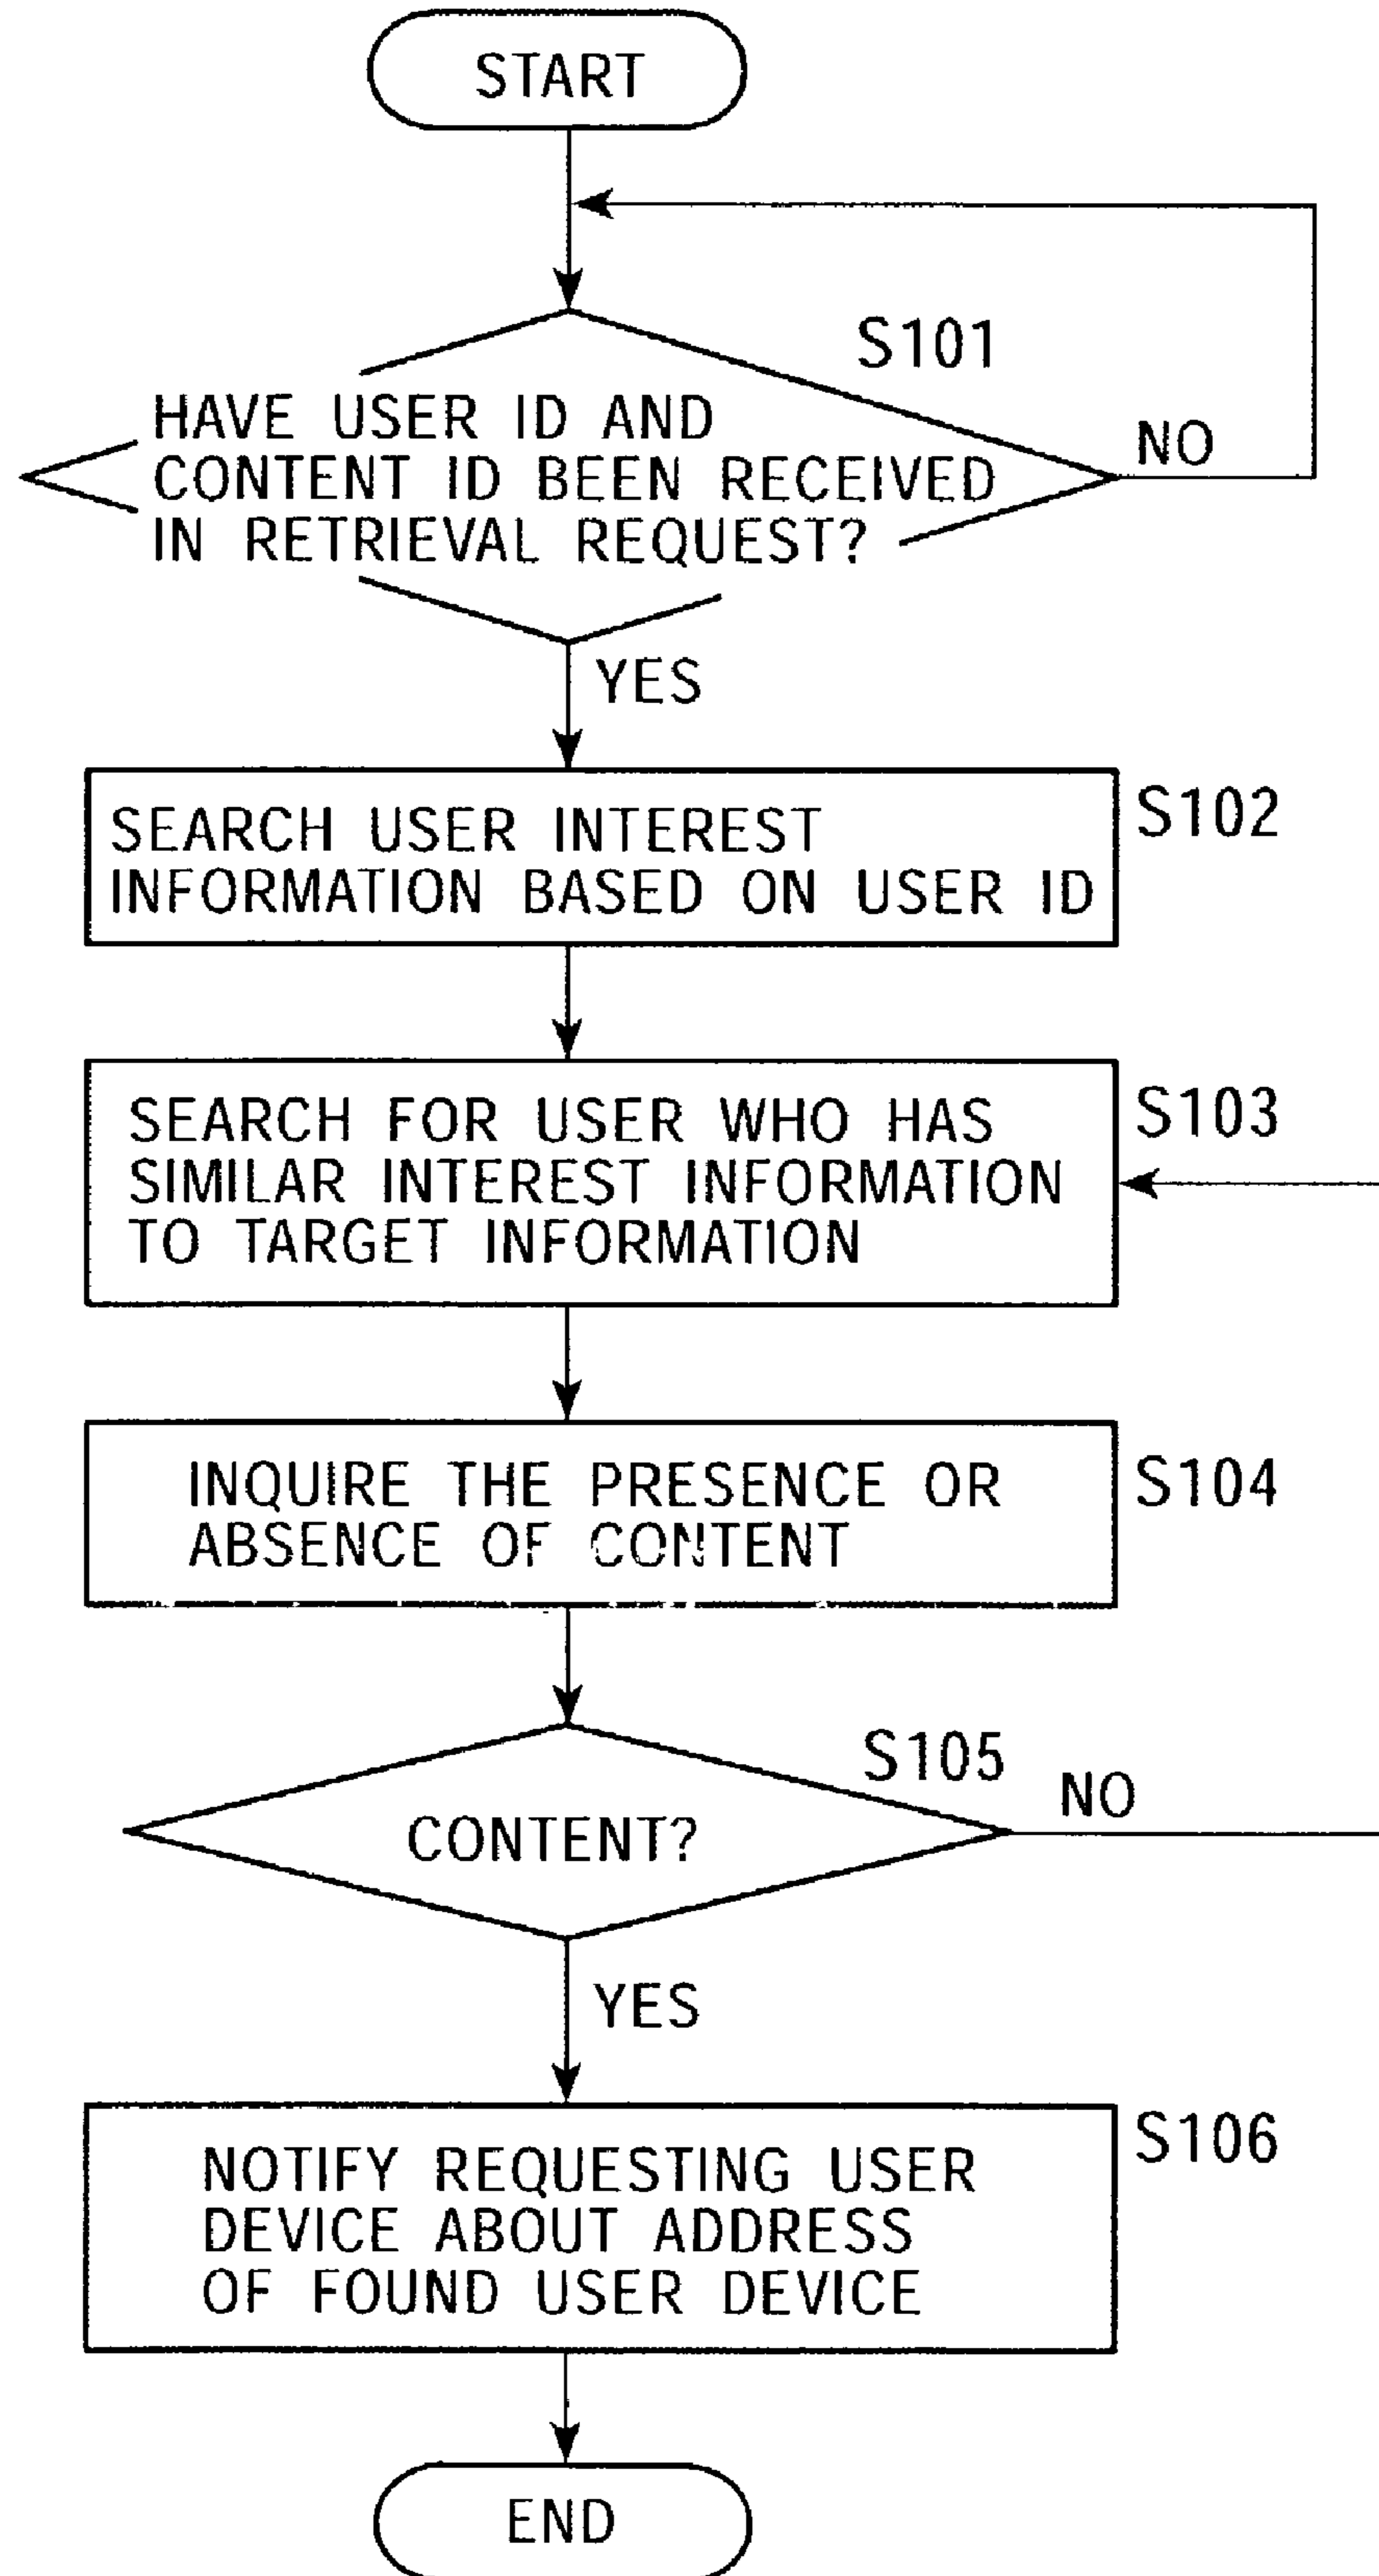 START
S101
HAVE USER ID AND
CONTENT ID BEEN RECEIVED
IN RETRIEVAL REQUEST?
NO
YES
S102
SEARCH USER INTEREST
INFORMATION BASED ON USER ID
S103
SEARCH FOR USER WHO HAS
SIMILAR INTEREST INFORMATION
TO TARGET INFORMATION
S104
INQUIRE THE PRESENCE OR
ABSENCE OF CONTENT
S105
CONTENT?
NO
YES
S106
NOTIFY REQUESTING USER
DEVICE ABOUT ADDRESS
OF FOUND USER DEVICE
END